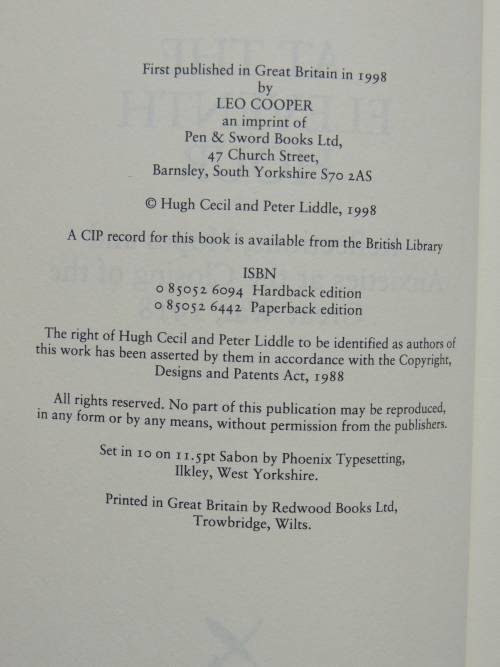 First published in Great Britain in 1998
by
LEO COOPER
an imprint of
Pen & Sword Books Ltd,
47 Church Street,
Barnsley, South Yorkshire S70 2AS
© Hugh Cecil and Peter Liddle, 1998
A CIP record for this book is available from the British Library
ISBN
0 85052 6094 Hardback edition
0 85052 6442 Paperback edition
The right of Hugh Cecil and Peter Liddle to be identified as authors of
this work has been asserted by them in accordance with the Copyright,
Designs and Patents Act, 1988
All rights reserved. No part of this publication may be reproduced,
in any form or by any means, without permission from the publishers.
Set in 10 on 11.5pt Sabon by Phoenix Typesetting,
Ilkley, West Yorkshire.
Printed in Great Britain by Redwood Books Ltd,
Trowbridge, Wilts.